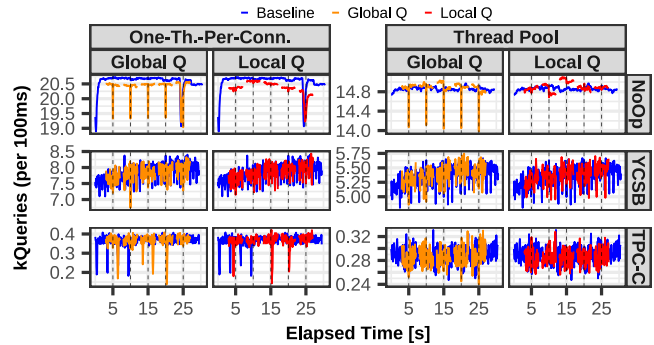 Baseline Global Q Local Q
One-Th.-Per-Conn. Thread Pool
Global Q Local Q Global Q Local Q
20.5
20.0
19.5
19.0
14.8
14.4
14.0
NoOp
8.5
8.0
7.5
7.0
5.75
5.50
5.25
5.00
YCSB
0.4
0.3
0.2
0.32
0.28
0.24
TPC-C
kQueries (per 100ms)
5 15 25 5 15 25 5 15 25 5 15 25
Elapsed Time [s]